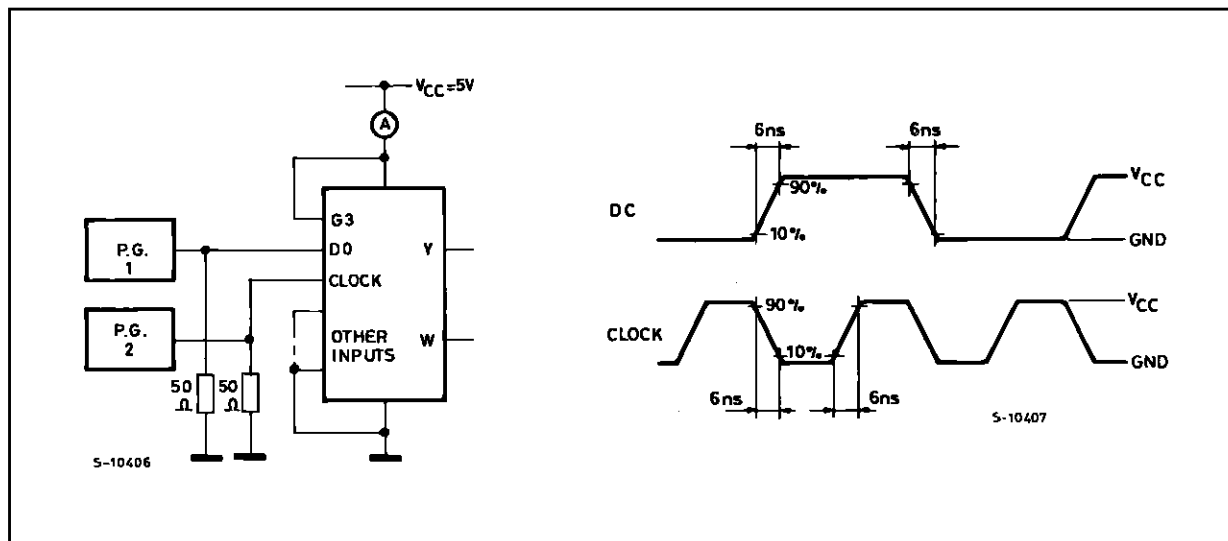 VCC=5V
A
G3
P.G.
1
D0
Y
CLOCK
P.G.
2
OTHER
INPUTS
W
50
Ω
50
Ω
S-10406
6ns
6ns
VCC
90%
DC
10%
GND
90%
VCC
CLOCK
10%
GND
6ns
6ns
S-10407